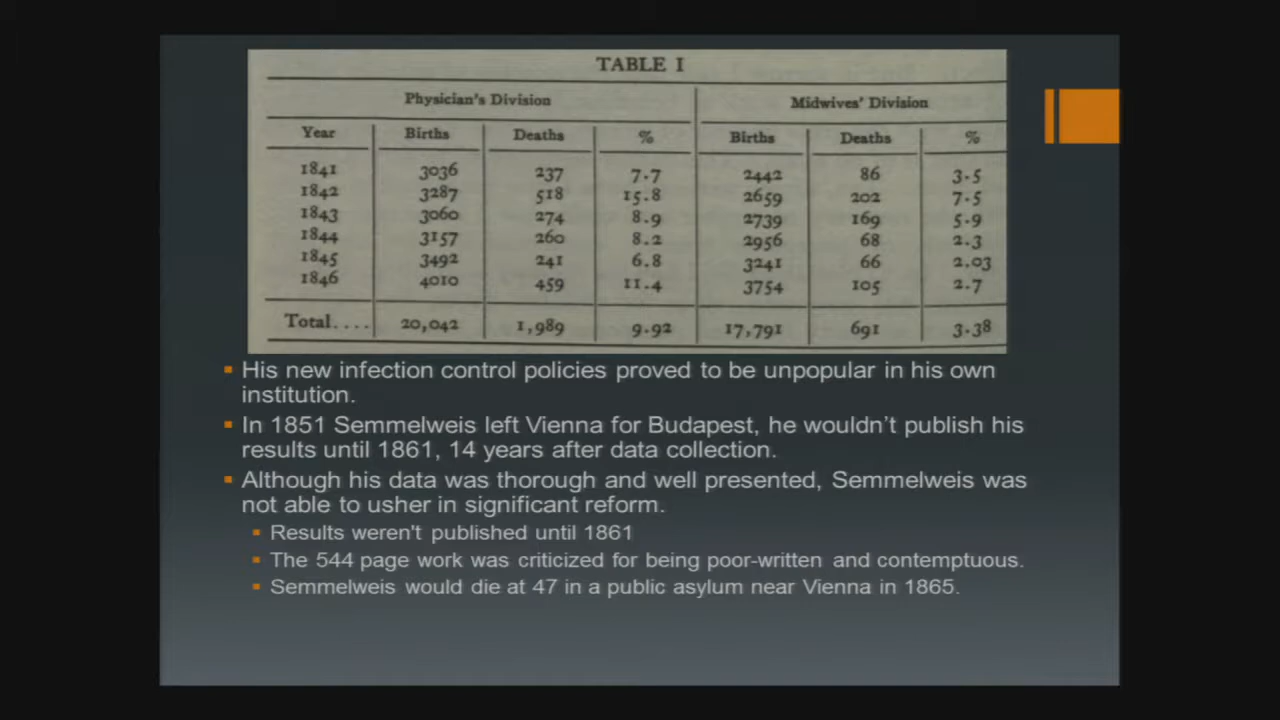 TABLE I
Physician's Division Midwives' Division
Year Births Deaths % Births Deaths %
1841 3036 237 7.7 2442 86 3.5
1842 3287 518 15.8 2659 202 7.5
1843 3060 274 8.9 2739 169 5.9
1844 3157 260 8.2 2956 68 2.3
1845 3492 241 6.8 3241 66 2.03
1846 4010 459 11.4 3754 105 2.7
Total.... 20,042 1,989 9.92 17,791 691 3.38
His new infection control policies proved to be unpopular in his own
institution.
In 1851 Semmelweis left Vienna for Budapest, he wouldn't publish his
results until 1861, 14 years after data collection.
Although his data was thorough and well presented, Semmelweis was
not able to usher in significant reform.
Results weren't published until 1861
The 544 page work was criticized for being poor-written and contemptuous.
Semmelweis would die at 47 in a public asylum near Vienna in 1865.